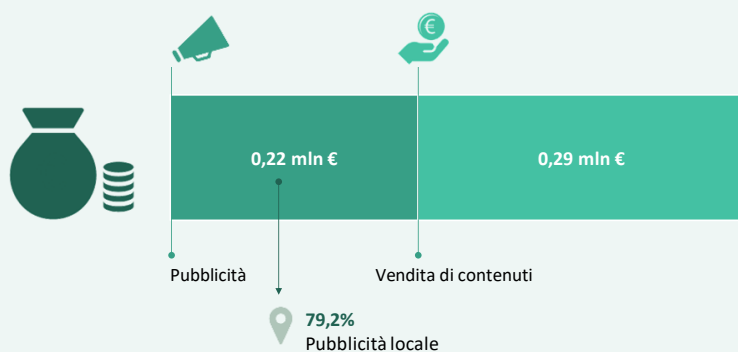 €
0,22 mln €
0,29 mln €
Pubblicità
Vendita di contenuti
79,2%
Pubblicità locale